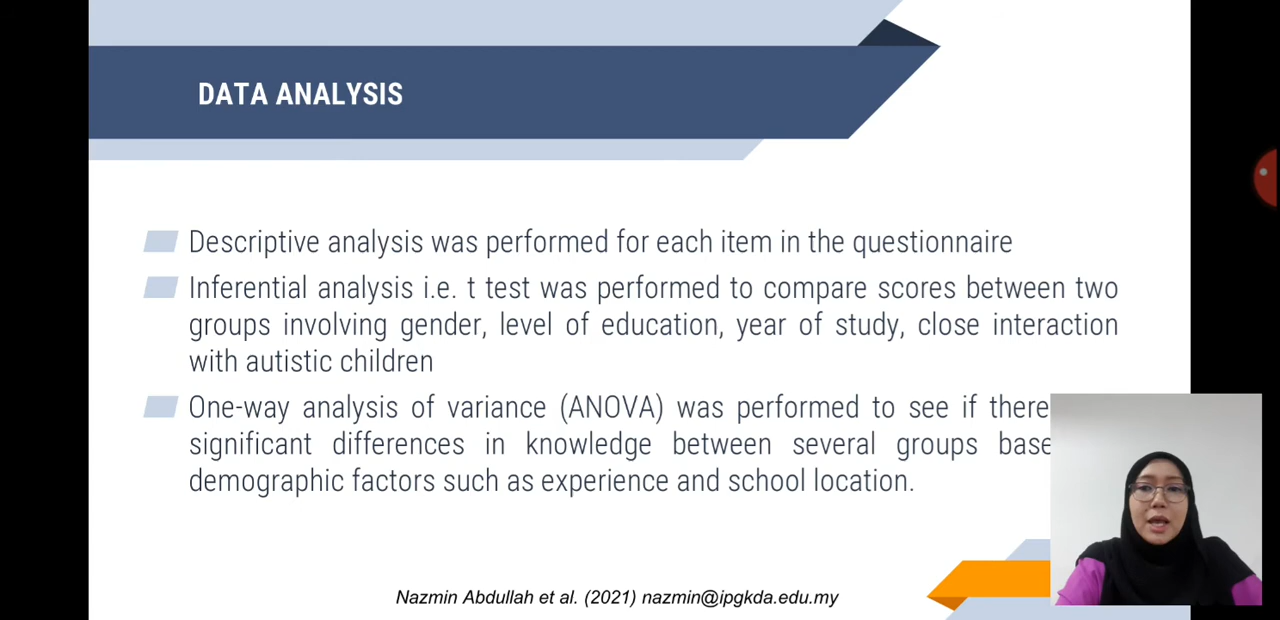 DATA ANALYSIS
Descriptive analysis was performed for each item in the questionnaire
Inferential analysis i.e. t test was performed to compare scores between two
groups involving gender, level of education, year of study, close interaction
with autistic children
One-way analysis of variance (ANOVA) was performed to see if there
significant differences in knowledge between several groups
demographic factors such as experience and school location.
Nazmin Abdullah et al. (2021) nazmin@ipgkda.edu.my